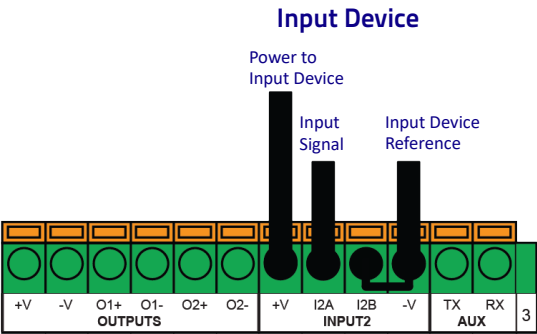 Input Device
Power to
Input Device
Input
Signal
Input Device
Reference
+V -V O1+ O1- O2+ O2- +V I2A I2B -V TX RX 3
OUTPUTS INPUT2 AUX